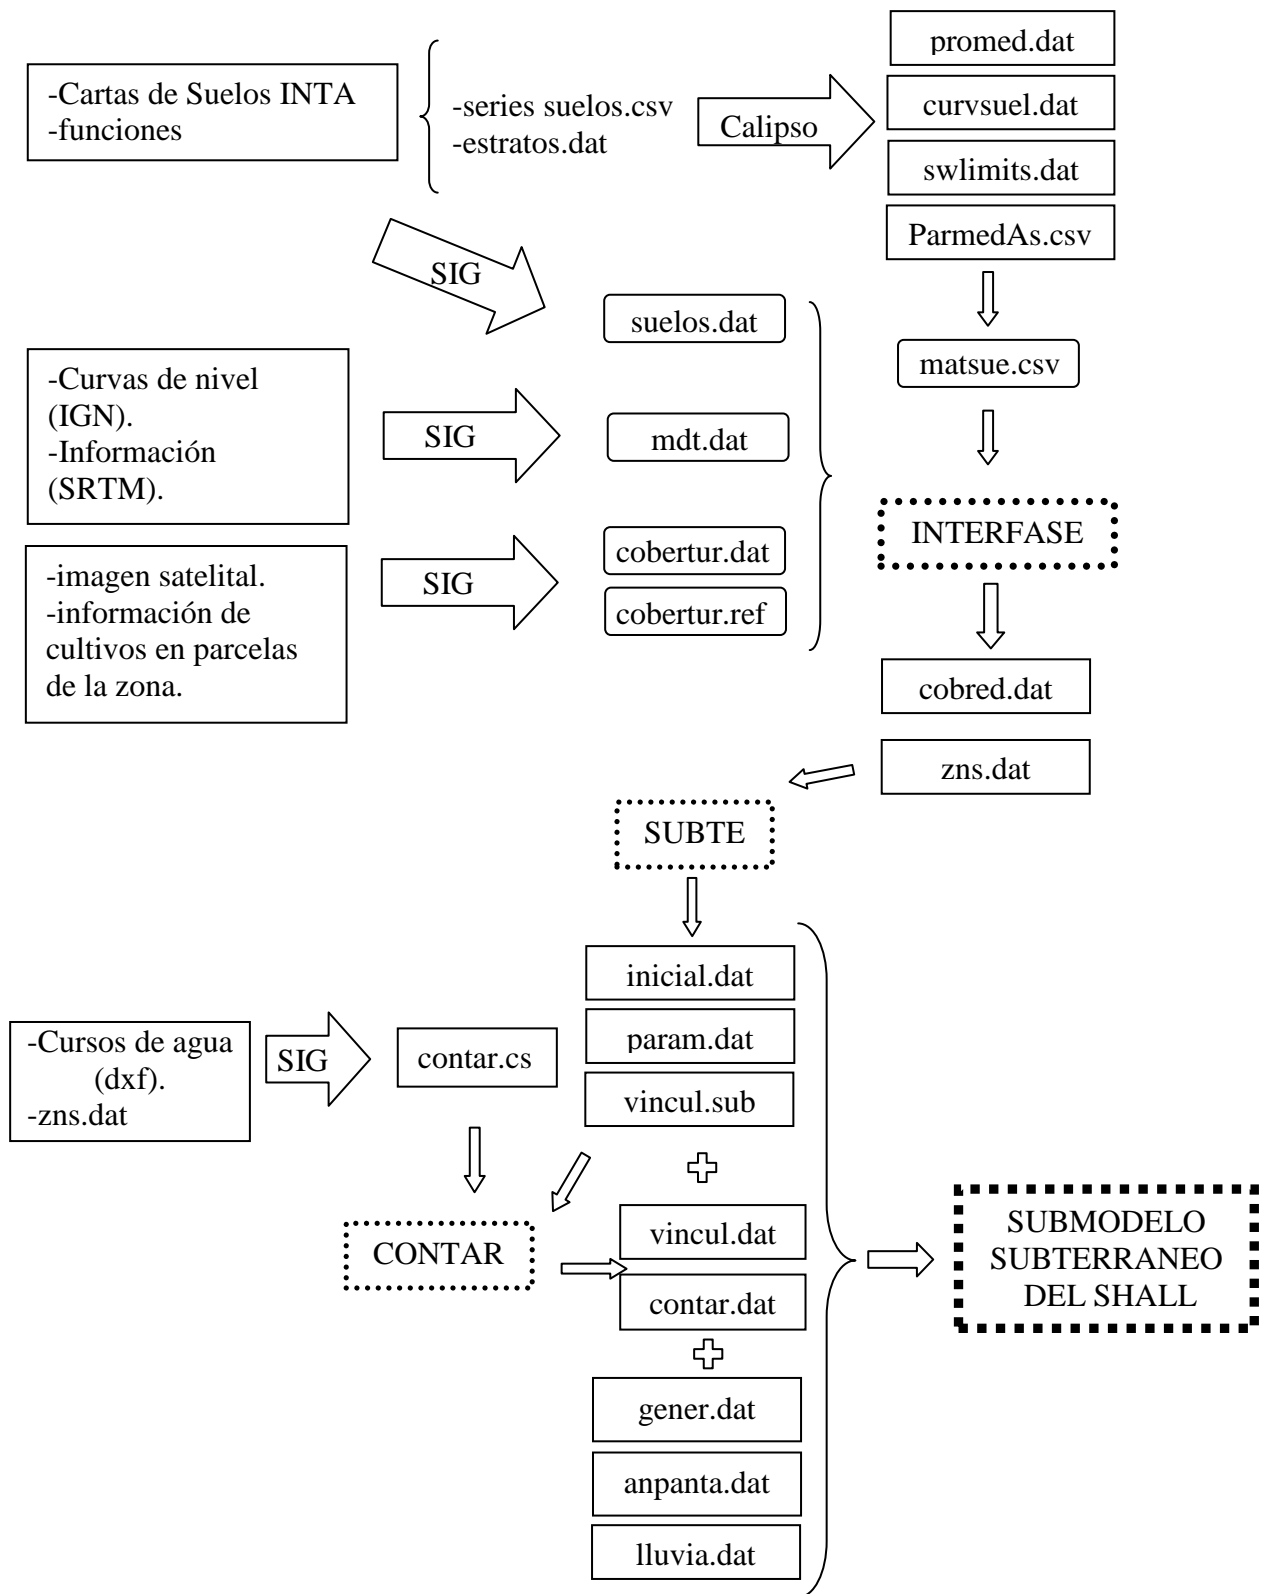 promed.dat
-Cartas de Suelos INTA
-funciones
-series suelos.csv
-estratos.dat
Calipso
curvsuel.dat
swlimits.dat
ParmedAs.csv
SIG
suelos.dat
matsue.csv
-Curvas de nivel
(IGN).
-Información
(SRTM).
SIG
mdt.dat
INTERFASE
-imagen satelital.
-información de
cultivos en parcelas
de la zona.
SIG
cobertur.dat
cobertur.ref
cobred.dat
zns.dat
SUBTE
inicial.dat
param.dat
vincul.sub
-Cursos de agua
(dxf).
-zns.dat
SIG
contar.cs
CONTAR
vincul.dat
contar.dat
SUBMODELO
SUBTERRANEO
DEL SHALL
gener.dat
anpanta.dat
lluvia.dat